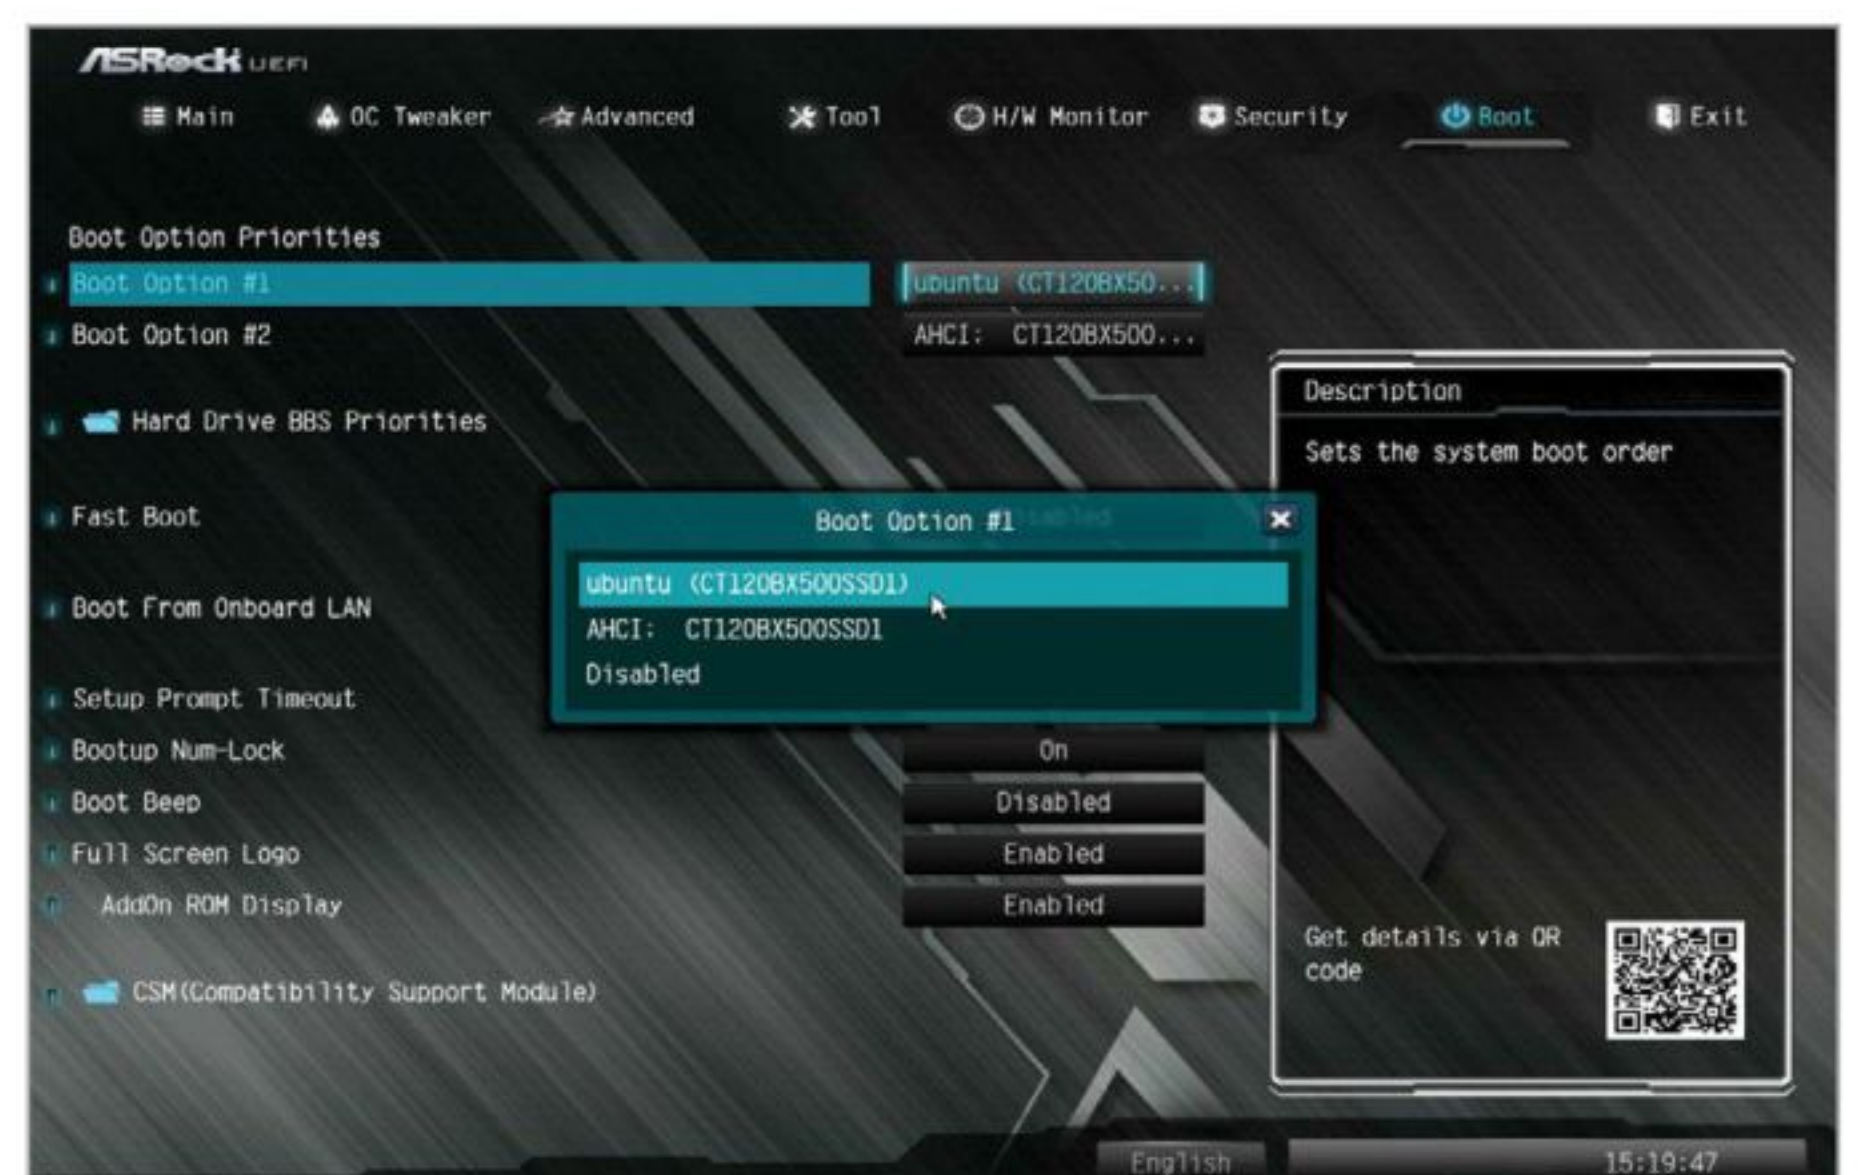 ASRock UEFI
Main OC Tweaker Advanced Tool H/W Monitor Security Boot Exit
Boot Option Priorities
Boot Option #1 ubuntu (CT120BX50...
Boot Option #2 AHCI: CT120BX500...
Hard Drive BBS Priorities
Fast Boot
Boot From Onboard LAN
Setup Prompt Timeout
Bootup Num-Lock On
Boot Beep Disabled
Full Screen Logo Enabled
AddOn ROM Display Enabled
CSM(Compatibility Support Module)
Boot Option #1
ubuntu (CT120BX500SSD1)
AHCI: CT120BX500SSD1
Disabled
Description
Sets the system boot order
Get details via QR
code
English 15:19:47